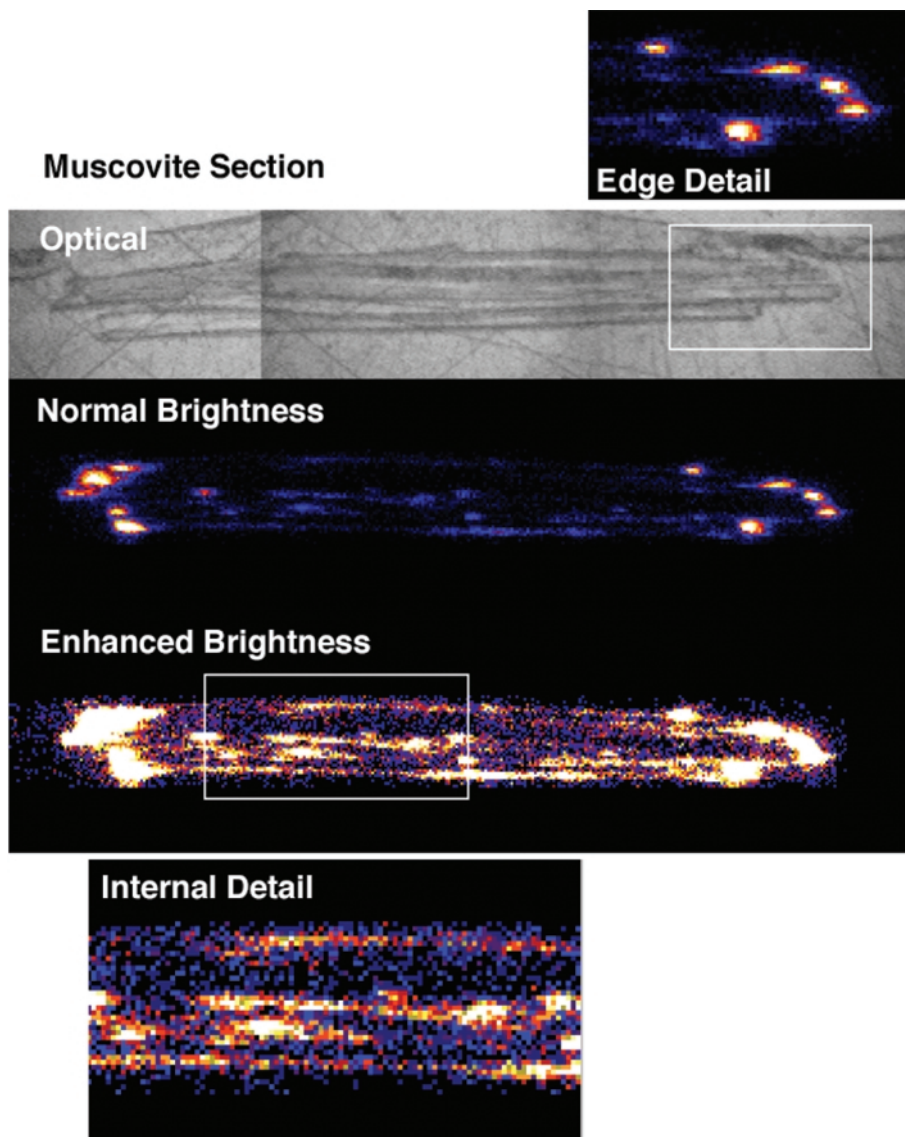 Edge Detail
Muscovite Section
Optical
Normal Brightness
Enhanced Brightness
Internal Detail